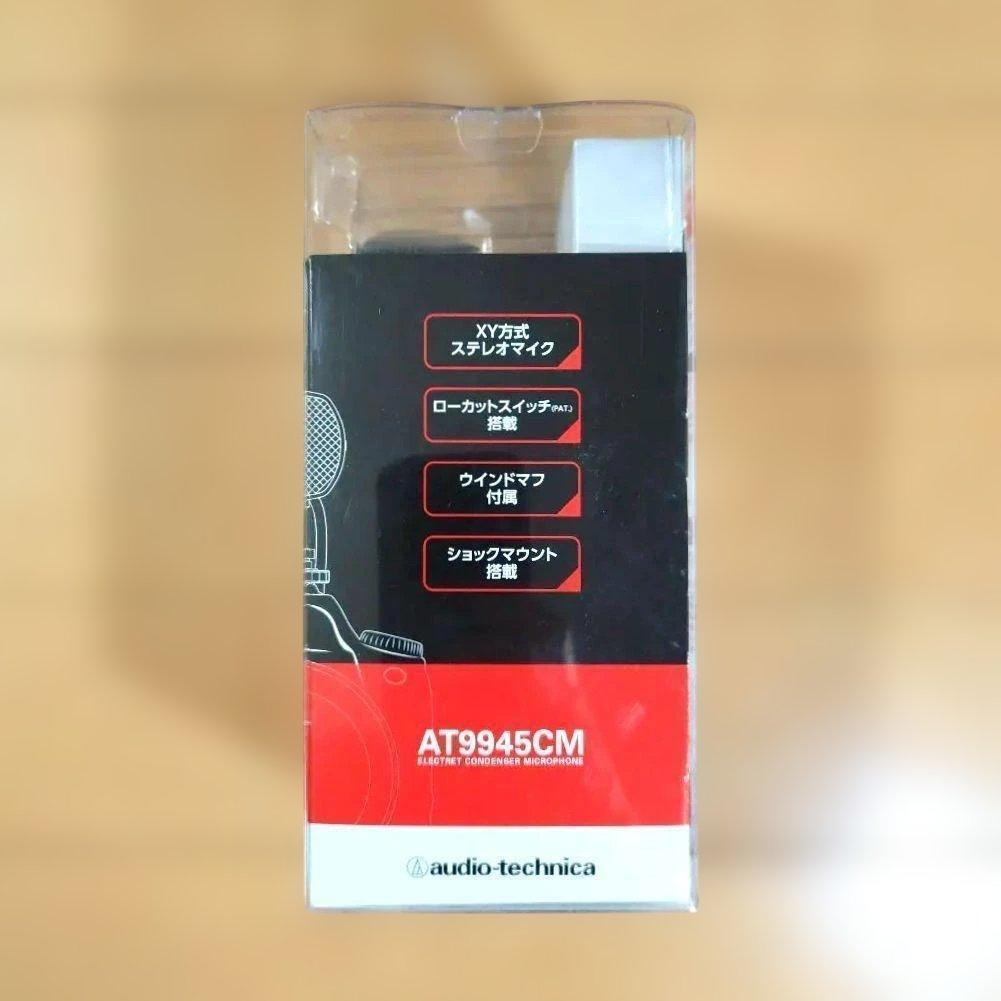 XY方式
ステレオマイク
ローカットスイッチ(PAT.)
搭載
ウインドマフ
付属
ショックマウント
搭載
AT9945CM
ELECTRET CONDENSER MICROPHONE
audio-technica